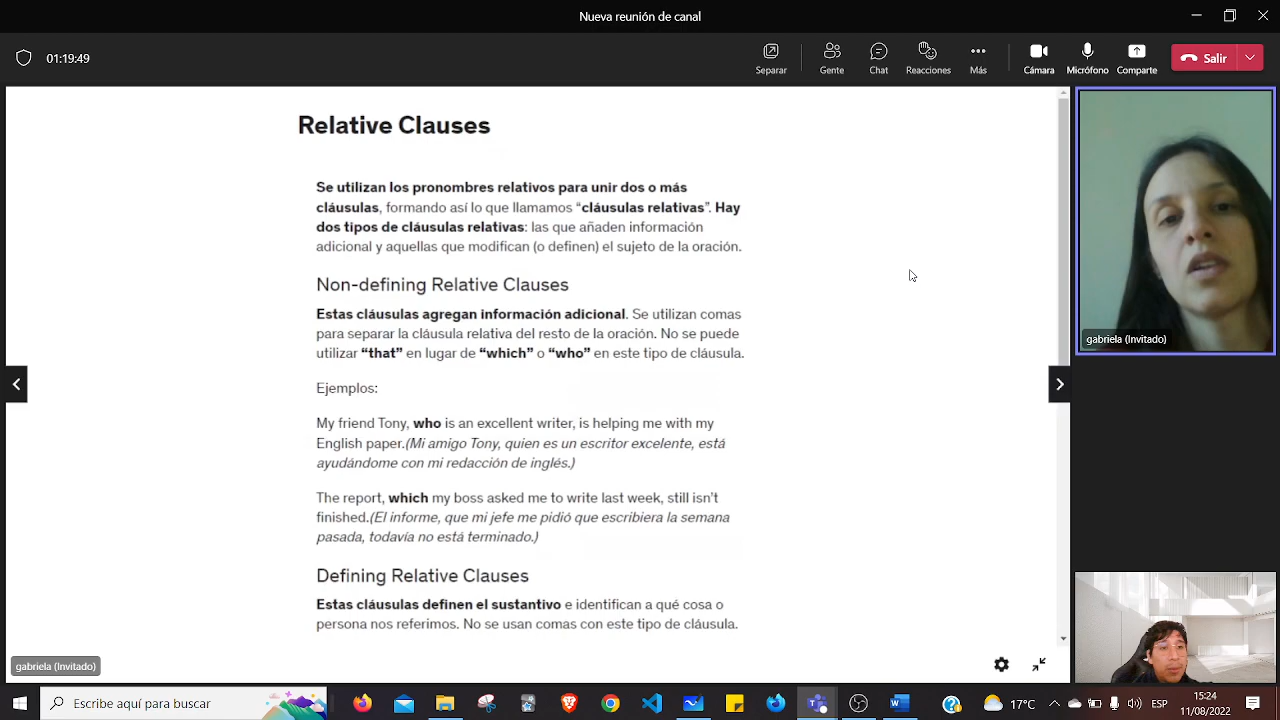 Nueva reunión de canal
01:19:49
Separar
Gente
Chat
Reacciones
Más
Cámara
Micrófono
Comparte
Salir
Relative Clauses
Se utilizan los pronombres relativos para unir dos o más
cláusulas, formando así lo que llamamos “cláusulas relativas”. Hay
dos tipos de cláusulas relativas: las que añaden información
adicional y aquellas que modifican (o definen) el sujeto de la oración.
Non-defining Relative Clauses
Estas cláusulas agregan información adicional. Se utilizan comas
para separar la cláusula relativa del resto de la oración. No se puede
utilizar “that” en lugar de “which” o “who” en este tipo de cláusula.
Ejemplos:
My friend Tony, who is an excellent writer, is helping me with my
English paper.(Mi amigo Tony, quien es un escritor excelente, está
ayudándome con mi redacción de inglés.)
The report, which my boss asked me to write last week, still isn’t
finished.(El informe, que mi jefe me pidió que escribiera la semana
pasada, todavía no está terminado.)
Defining Relative Clauses
Estas cláusulas definen el sustantivo e identifican a qué cosa o
persona nos referimos. No se usan comas con este tipo de cláusula.
gabriela (Invitado)
gabriela (Invitado)
Escribe aquí para buscar
17°C
1:52:24
11/08/2022